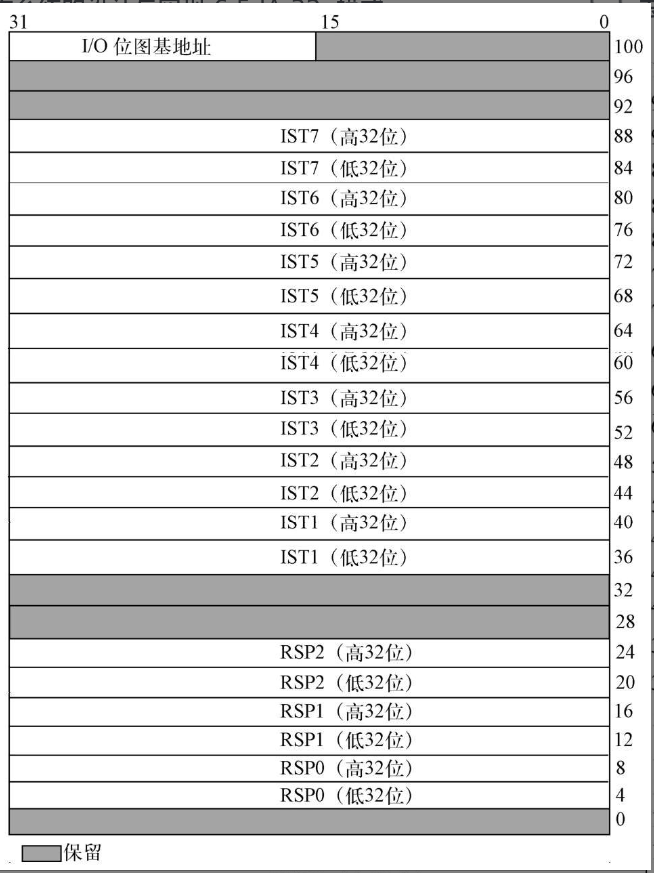 31 15 0
I/O 位图基地址 100
96
92
IST7（高32位） 88
IST7（低32位） 84
IST6（高32位） 80
IST6（低32位） 76
IST5（高32位） 72
IST5（低32位） 68
IST4（高32位） 64
IST4（低32位） 60
IST3（高32位） 56
IST3（低32位） 52
IST2（高32位） 48
IST2（低32位） 44
IST1（高32位） 40
IST1（低32位） 36
32
28
RSP2（高32位） 24
RSP2（低32位） 20
RSP1（高32位） 16
RSP1（低32位） 12
RSP0（高32位） 8
RSP0（低32位） 4
0
保留